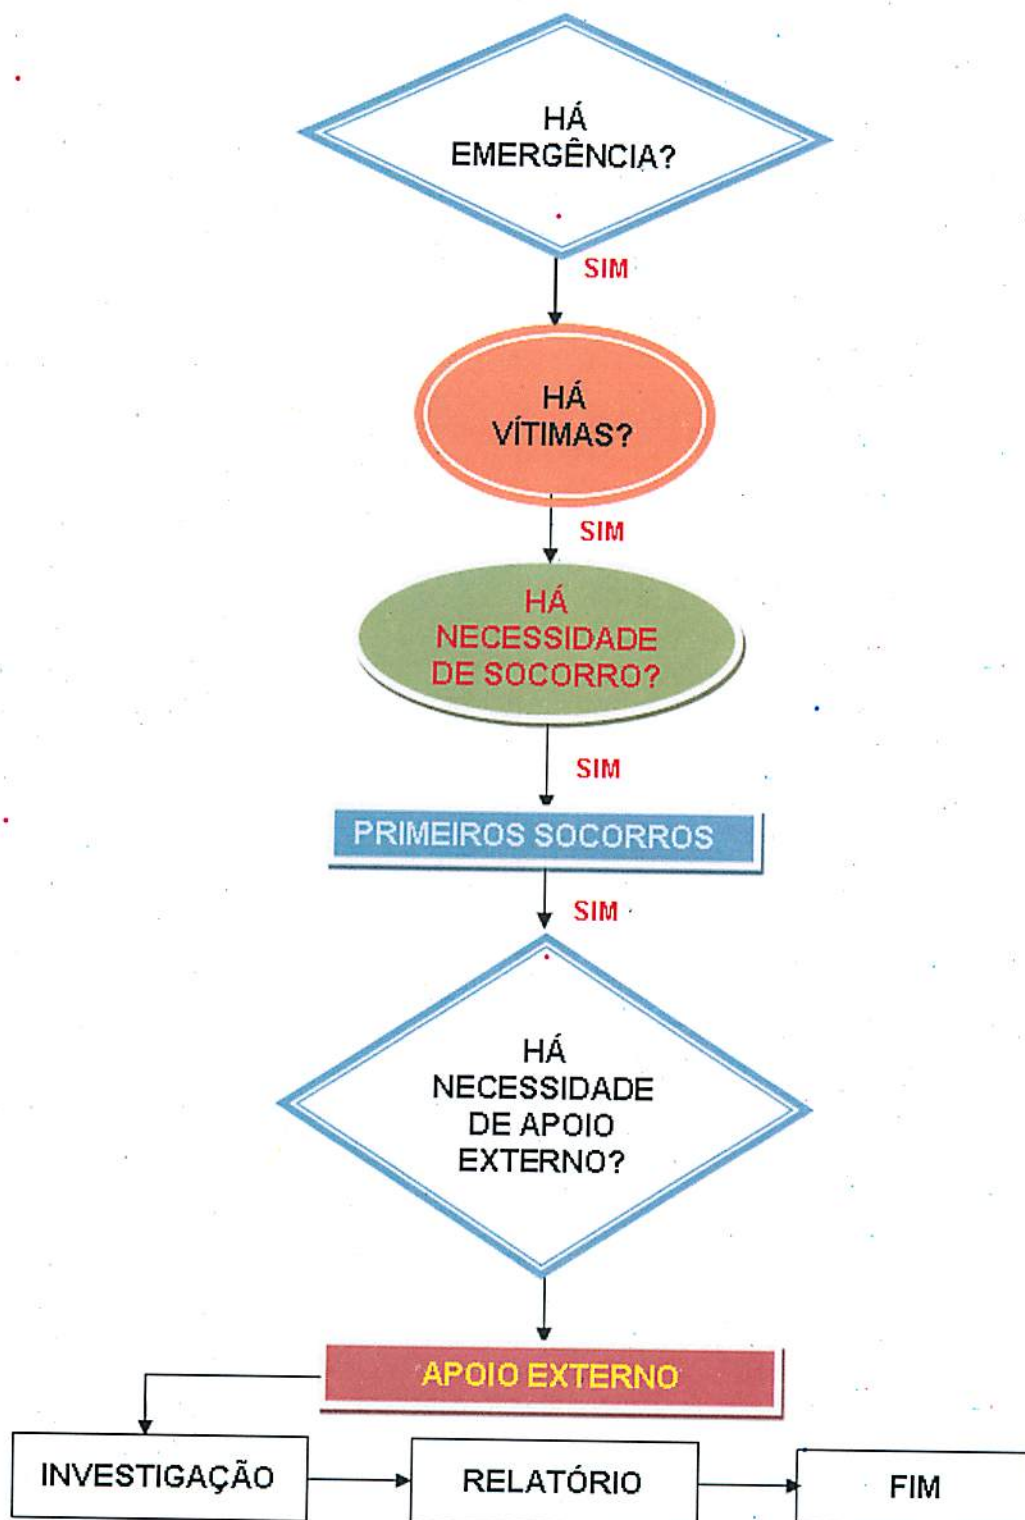 HÁ
EMERGÊNCIA?
SIM
HÁ
VÍTIMAS?
SIM
HÁ
NECESSIDADE
DE SOCORRO?
SIM
PRIMEIROS SOCORROS
SIM
HÁ
NECESSIDADE
DE APOIO
EXTERNO?
APOIO EXTERNO
INVESTIGAÇÃO
RELATÓRIO
FIM